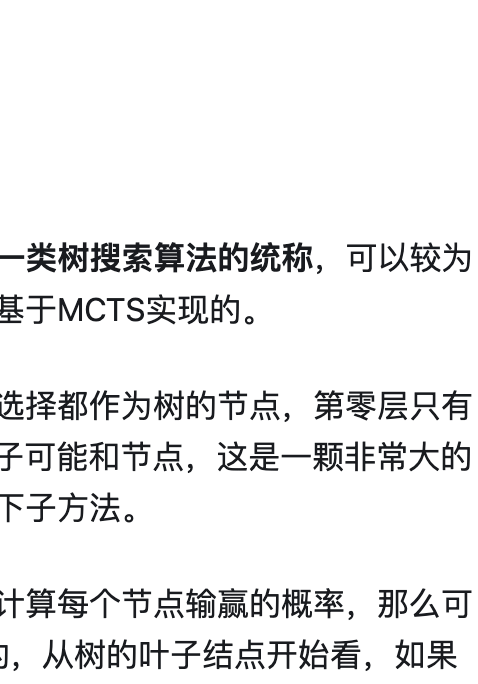 一类树搜索算法的统称，可以较为
基于MCTS实现的。
选择都作为树的节点，第零层只有
子可能和节点，这是一颗非常大的
下子方法。
计算每个节点输赢的概率，那么可
，从树的叶子结点开始看，如果